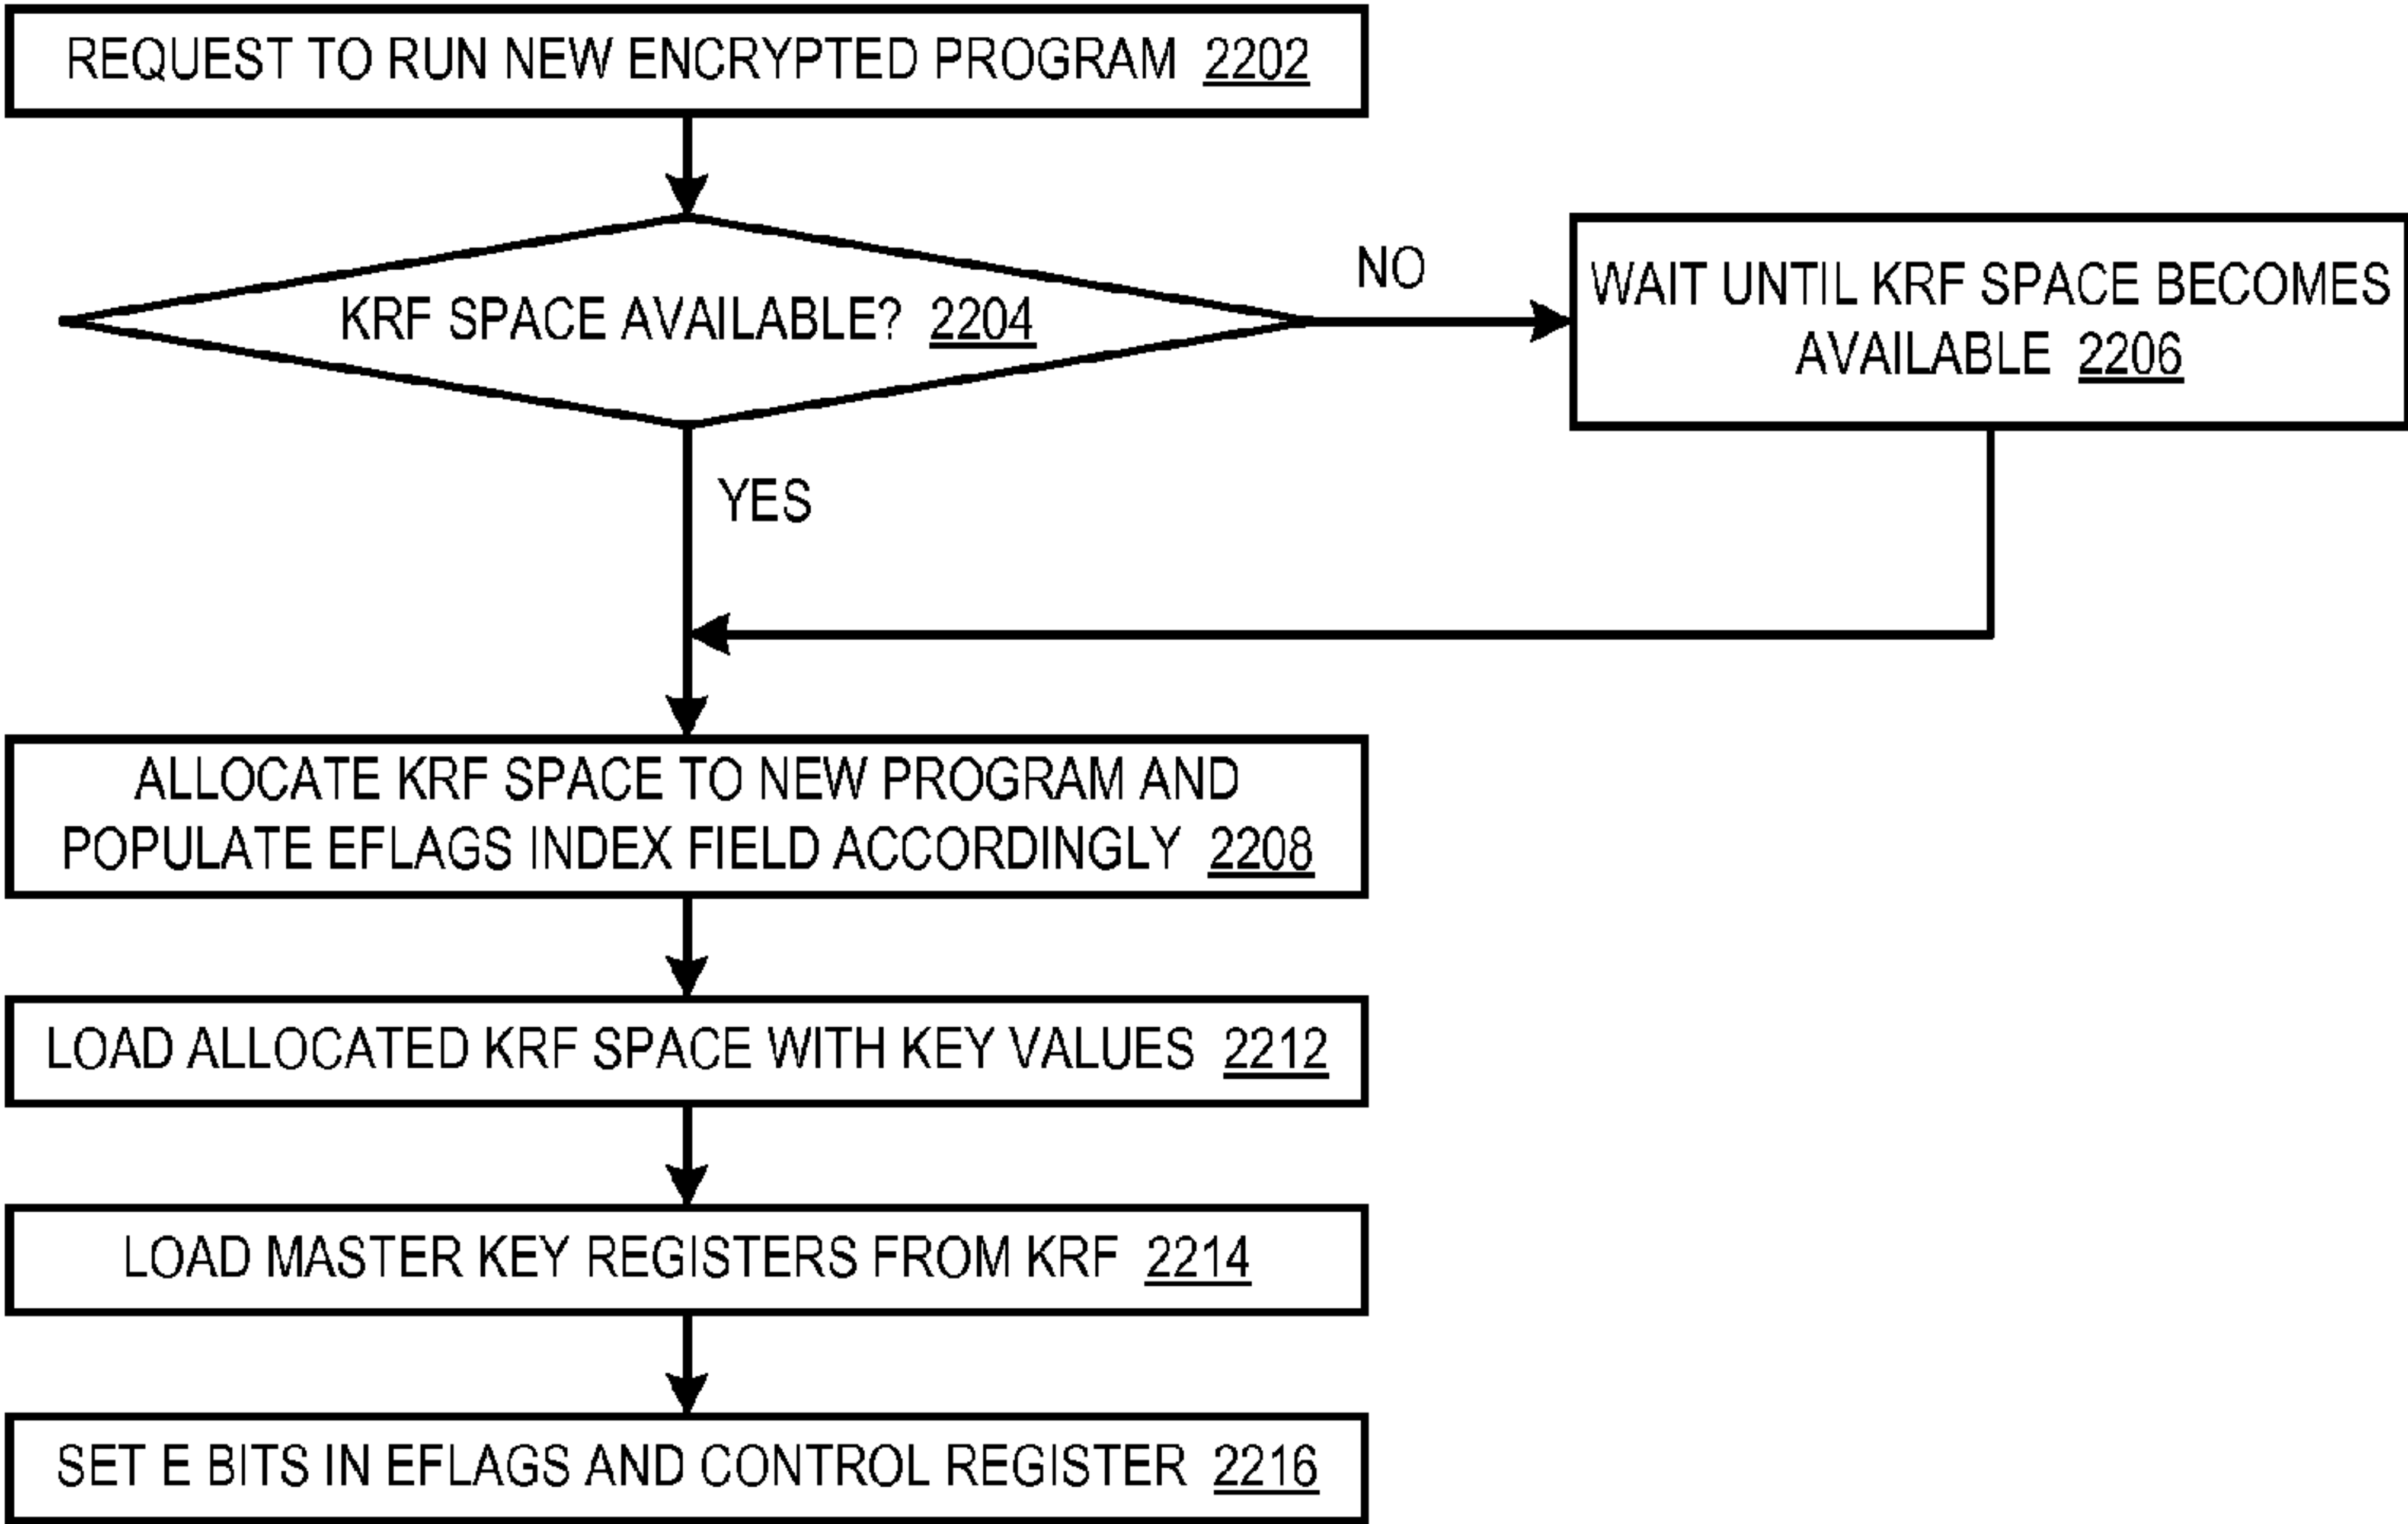 REQUEST TO RUN NEW ENCRYPTED PROGRAM 2202
KRF SPACE AVAILABLE? 2204
NO
WAIT UNTIL KRF SPACE BECOMES
AVAILABLE 2206
YES
ALLOCATE KRF SPACE TO NEW PROGRAM AND
POPULATE EFLAGS INDEX FIELD ACCORDINGLY 2208
LOAD ALLOCATED KRF SPACE WITH KEY VALUES 2212
LOAD MASTER KEY REGISTERS FROM KRF 2214
SET E BITS IN EFLAGS AND CONTROL REGISTER 2216